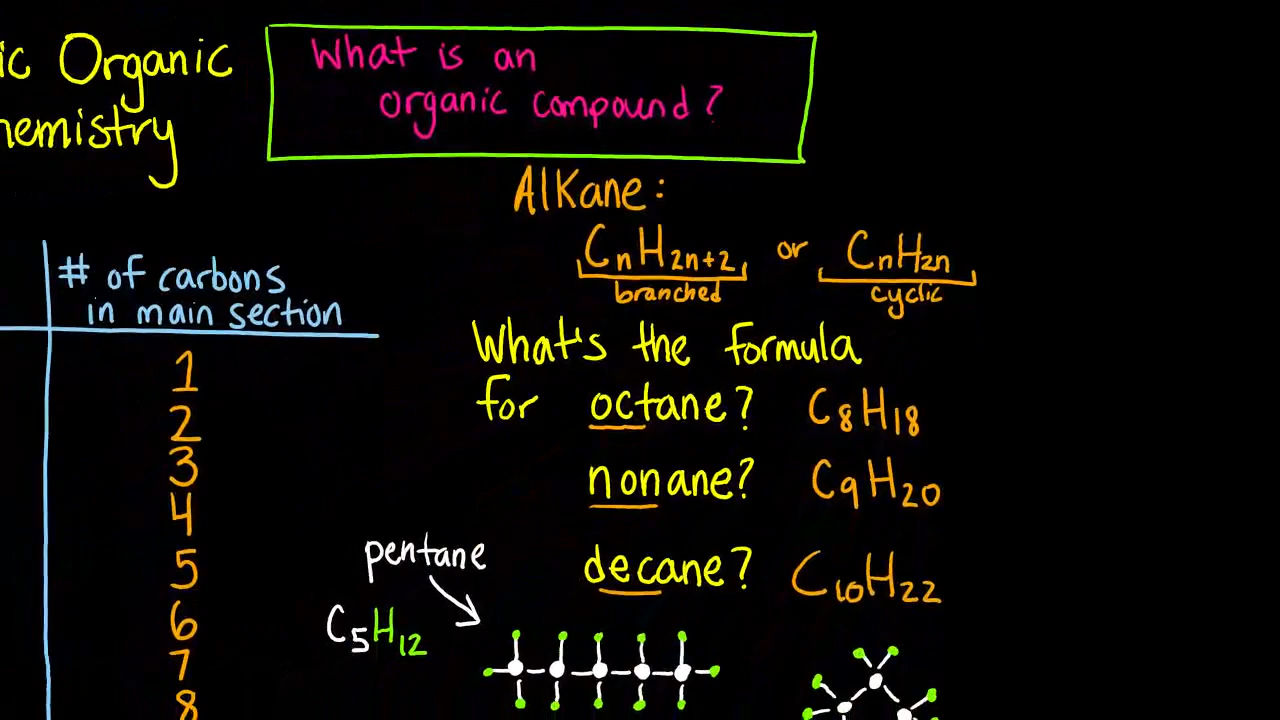 ic Organic
hemistry
What is an
organic compound?
# of carbons
in main section
1
2
3
4
5
6
7
8
Alkane:
CₙH₂ₙ₊₂ or CₙH₂ₙ
branched cyclic
What's the formula
for octane? C₈H₁₈
nonane? C₉H₂₀
decane? C₁₀H₂₂
pentane
C₅H₁₂